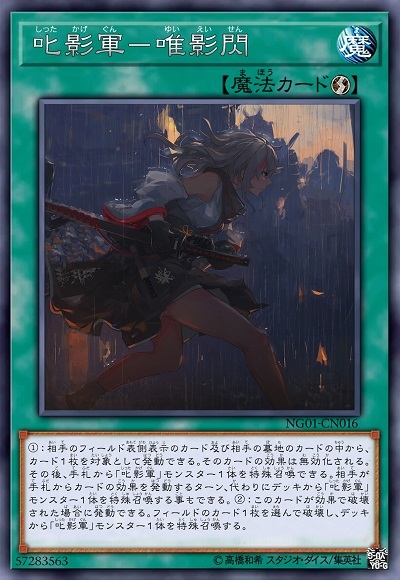 しった かげ ぐん ゆい えい せん
叱影軍－唯影閃
魔
ま ほう
【魔法カード】
NG01-CN016
①：相手のフィールド表側表示のカード及び相手の墓地のカードの中から、
カード1枚を対象として発動できる。そのカードの効果は無効化される。
その後、手札から「叱影軍」モンスター1体を特殊召喚できる。相手が
手札からカードの効果を発動するターン、代わりにデッキから「叱影軍」
モンスター1体を特殊召喚する事もできる。②：このカードが効果で破壊
された場合に発動できる。フィールドのカード1枚を選んで破壊し、デッキ
から「叱影軍」モンスター1体を特殊召喚する。
57283563
©高橋和希 スタジオ・ダイス/集英社